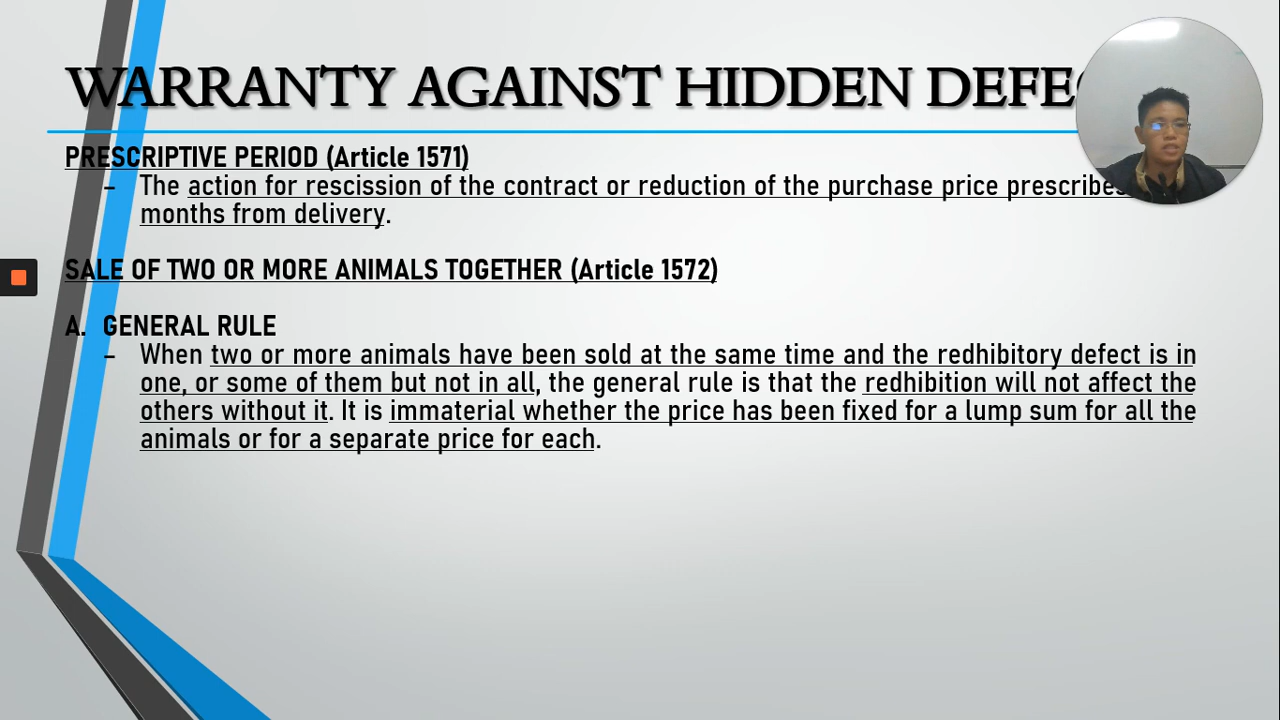 WARRANTY AGAINST HIDDEN
PRESCRIPTIVE PERIOD (Article 1571)
– The action for rescission of the contract or reduction of the purchase price prescribes
months from delivery.
SALE OF TWO OR MORE ANIMALS TOGETHER (Article 1572)
A. GENERAL RULE
– When two or more animals have been sold at the same time and the redhibitory defect is in
one, or some of them but not in all, the general rule is that the redhibition will not affect the
others without it. It is immaterial whether the price has been fixed for a lump sum for all the
animals or for a separate price for each.